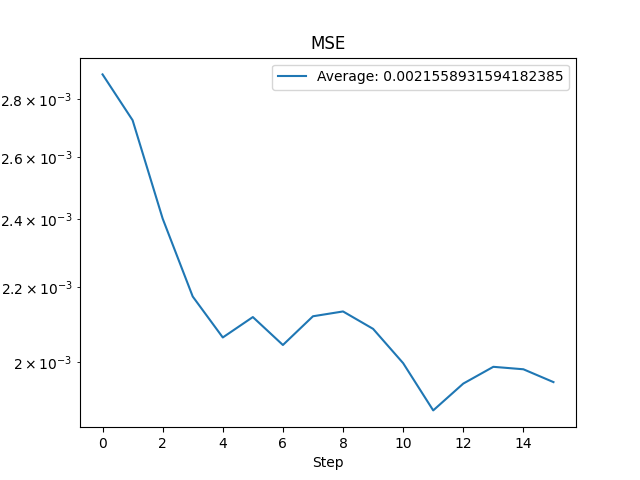 MSE
Average: 0.0021558931594182385
2.8 × 10⁻³
2.6 × 10⁻³
2.4 × 10⁻³
2.2 × 10⁻³
2 × 10⁻³
0 2 4 6 8 10 12 14
Step